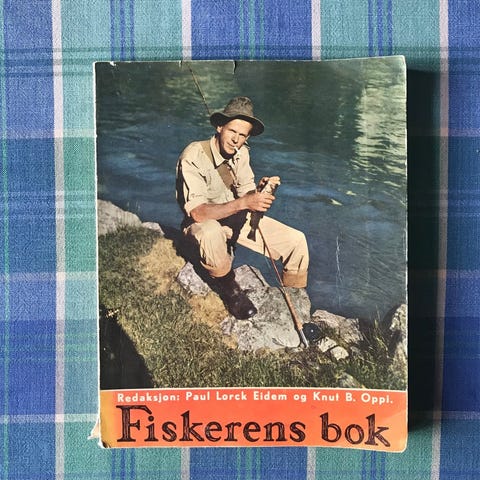 Redaksjon: Paul Lorck Eidem og Knut B. Oppi.
Fiskerens bok